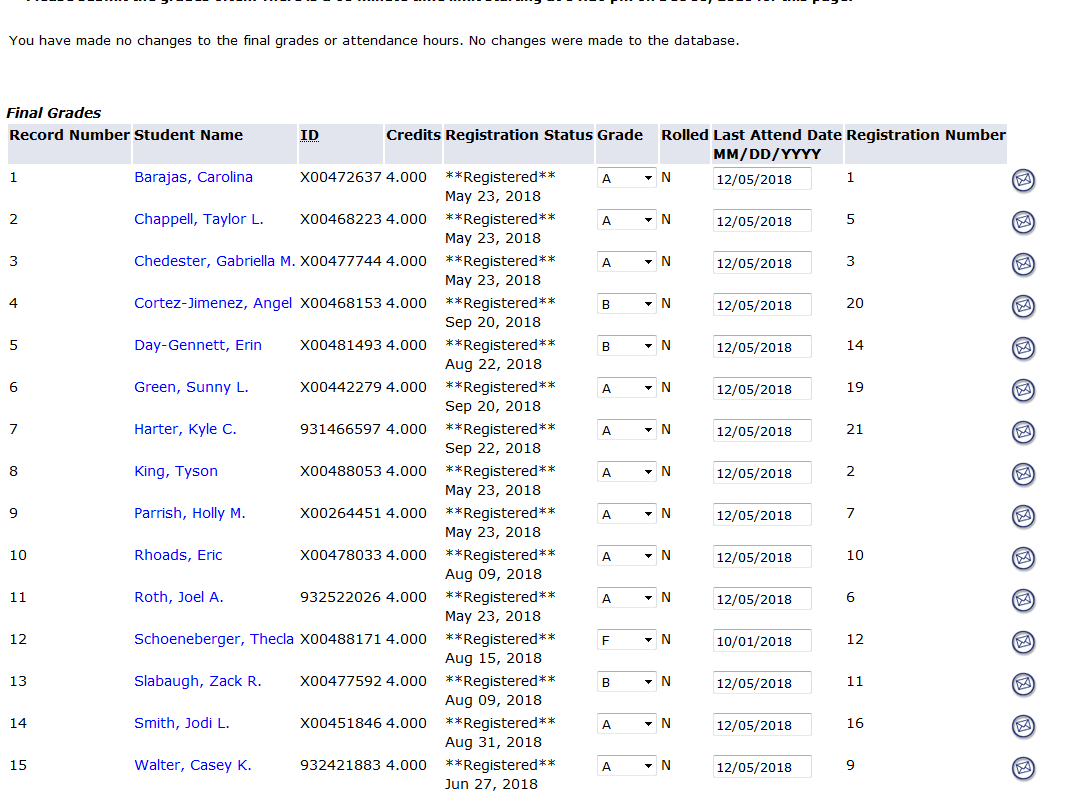 You have made no changes to the final grades or attendance hours. No changes were made to the database.
Final Grades
Record Number Student Name ID Credits Registration Status Grade Rolled Last Attend Date Registration Number
MM/DD/YYYY
1 Barajas, Carolina X00472637 4.000 **Registered** A N 12/05/2018 1
May 23, 2018
2 Chappell, Taylor L. X00468223 4.000 **Registered** A N 12/05/2018 5
May 23, 2018
3 Chedester, Gabriella M. X00477744 4.000 **Registered** A N 12/05/2018 3
May 23, 2018
4 Cortez-Jimenez, Angel X00468153 4.000 **Registered** B N 12/05/2018 20
Sep 20, 2018
5 Day-Gennett, Erin X00481493 4.000 **Registered** B N 12/05/2018 14
Aug 22, 2018
6 Green, Sunny L. X00442279 4.000 **Registered** A N 12/05/2018 19
Sep 20, 2018
7 Harter, Kyle C. 931466597 4.000 **Registered** A N 12/05/2018 21
Sep 22, 2018
8 King, Tyson X00488053 4.000 **Registered** A N 12/05/2018 2
May 23, 2018
9 Parrish, Holly M. X00264451 4.000 **Registered** A N 12/05/2018 7
May 23, 2018
10 Rhoads, Eric X00478033 4.000 **Registered** A N 12/05/2018 10
Aug 09, 2018
11 Roth, Joel A. 932522026 4.000 **Registered** A N 12/05/2018 6
May 23, 2018
12 Schoeneberger, Thecla X00488171 4.000 **Registered** F N 10/01/2018 12
Aug 15, 2018
13 Slabaugh, Zack R. X00477592 4.000 **Registered** B N 12/05/2018 11
Aug 09, 2018
14 Smith, Jodi L. X00451846 4.000 **Registered** A N 12/05/2018 16
Aug 31, 2018
15 Walter, Casey K. 932421883 4.000 **Registered** A N 12/05/2018 9
Jun 27, 2018